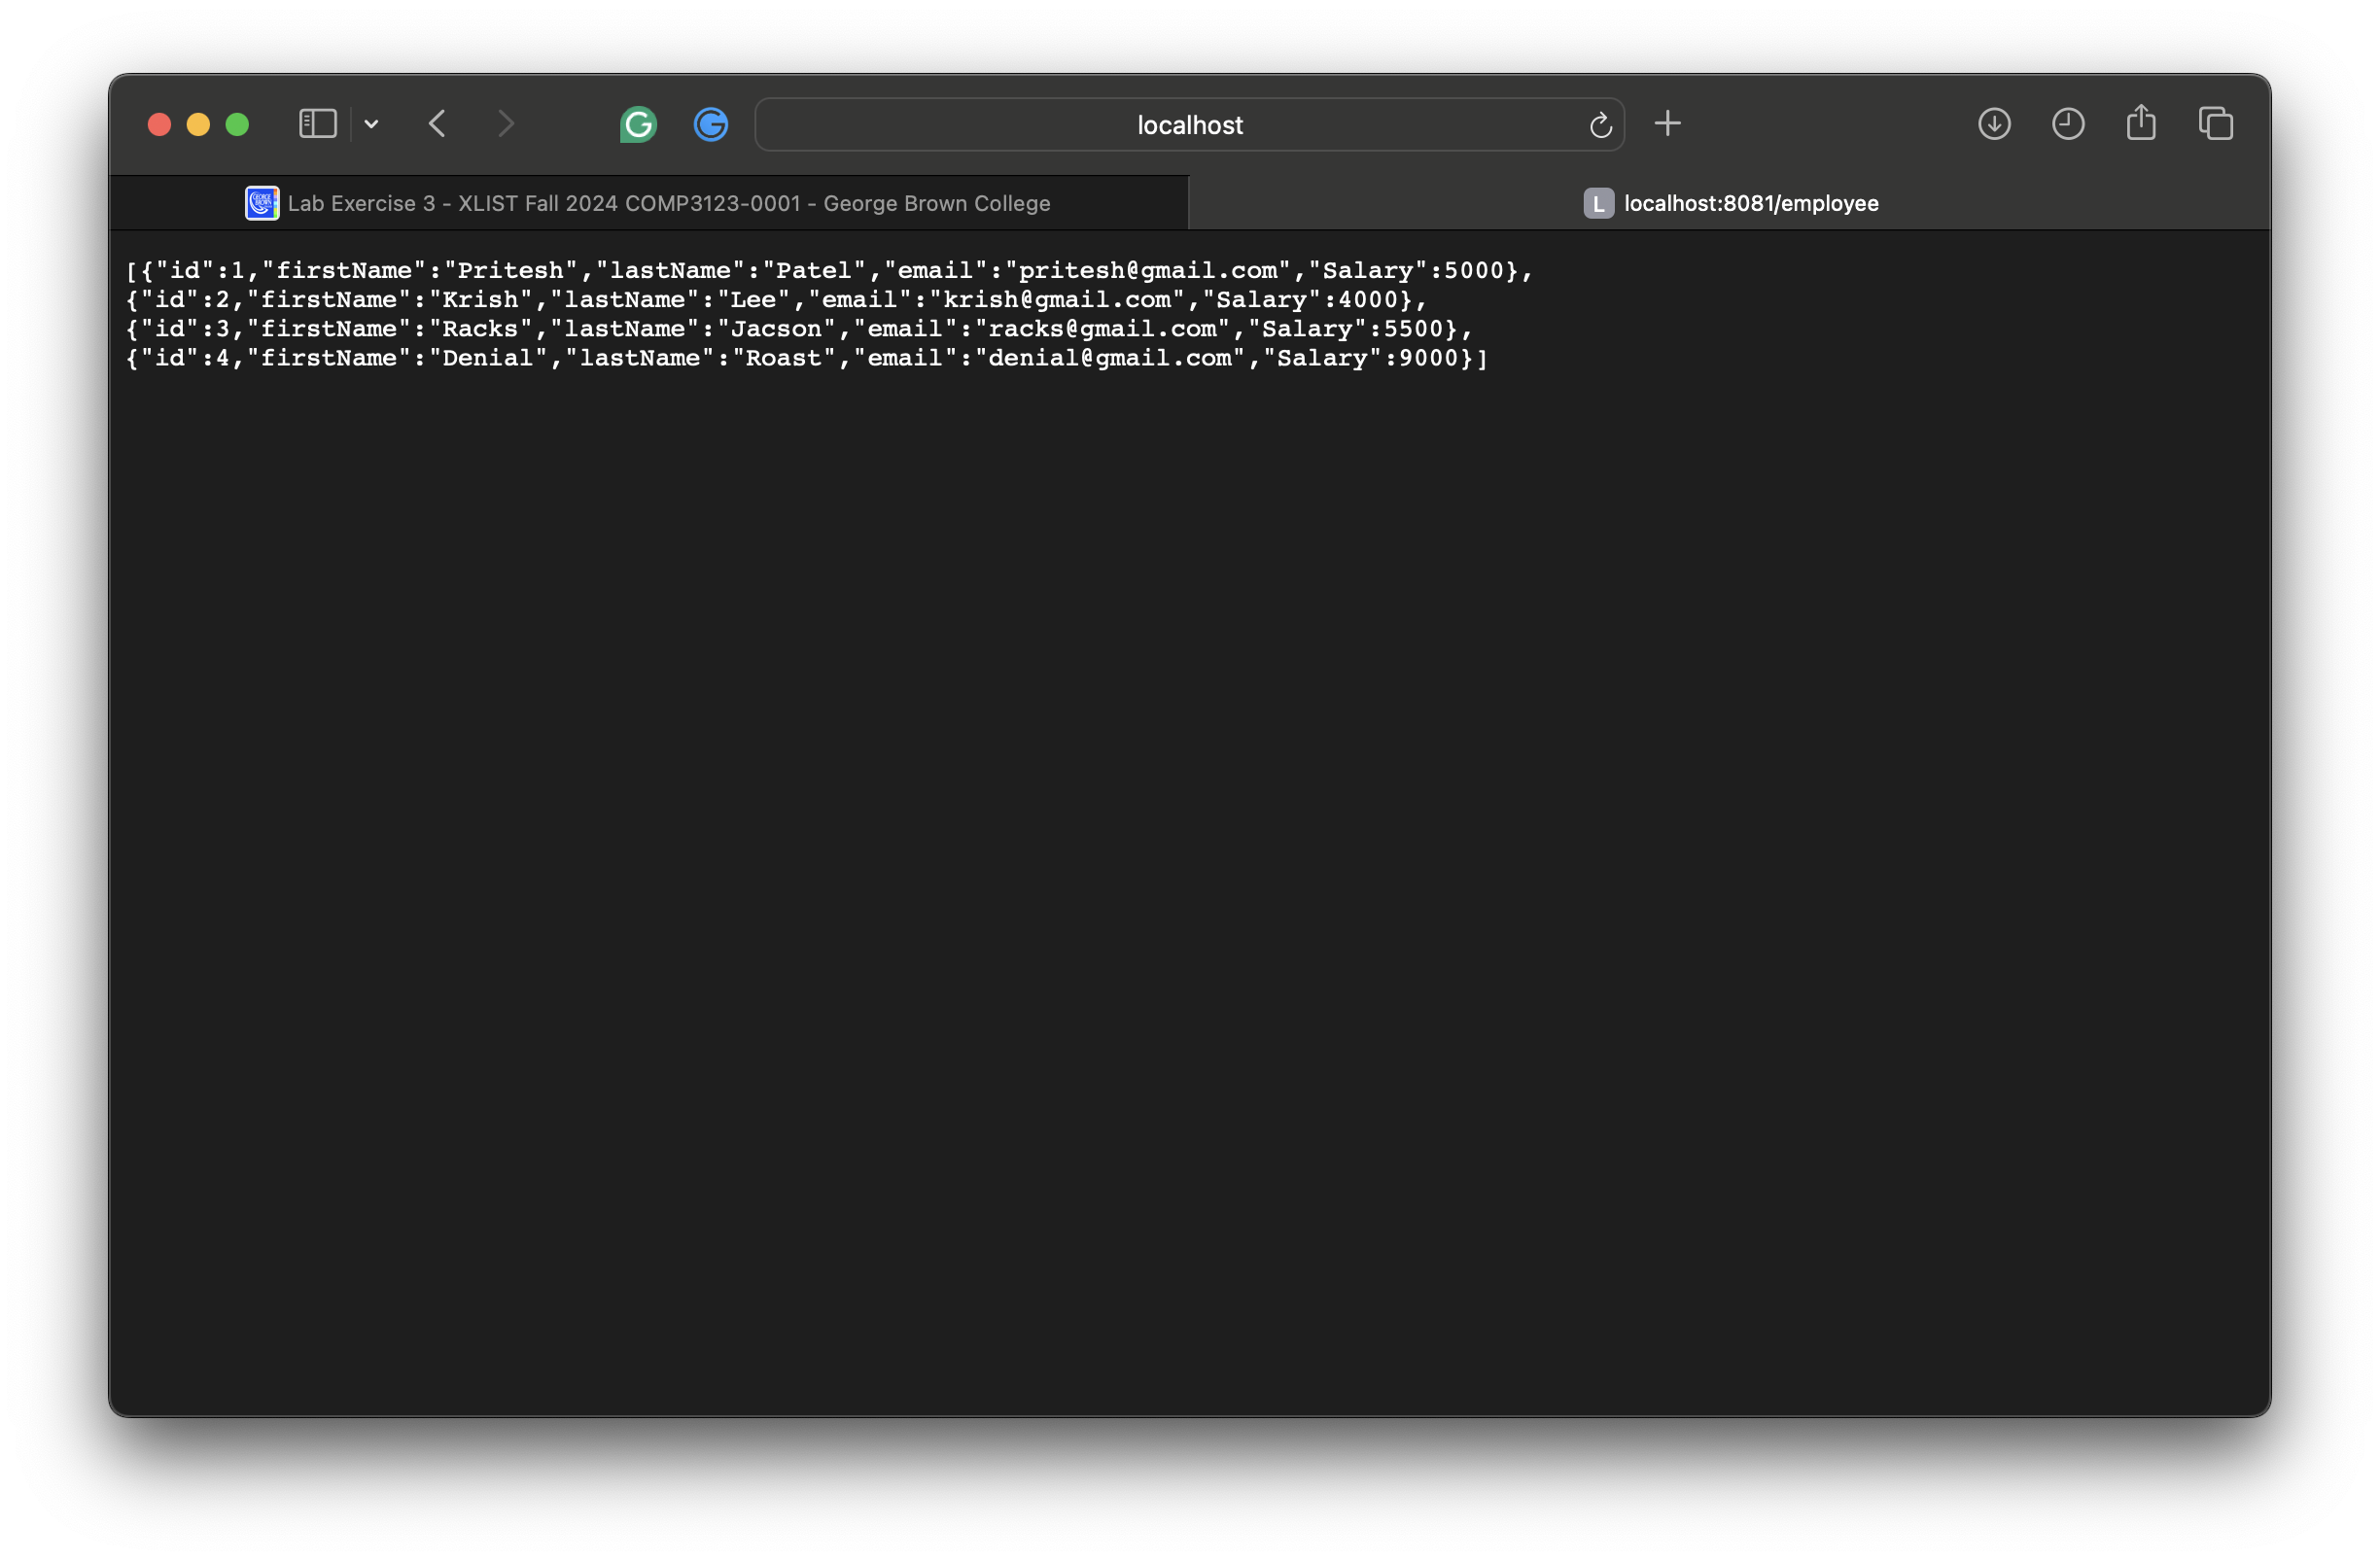 localhost
Lab Exercise 3 - XLIST Fall 2024 COMP3123-0001 - George Brown College
L localhost:8081/employee
[{"id":1,"firstName":"Pritesh","lastName":"Patel","email":"pritesh@gmail.com","Salary":5000},
{"id":2,"firstName":"Krish","lastName":"Lee","email":"krish@gmail.com","Salary":4000},
{"id":3,"firstName":"Racks","lastName":"Jacson","email":"racks@gmail.com","Salary":5500},
{"id":4,"firstName":"Denial","lastName":"Roast","email":"denial@gmail.com","Salary":9000}]